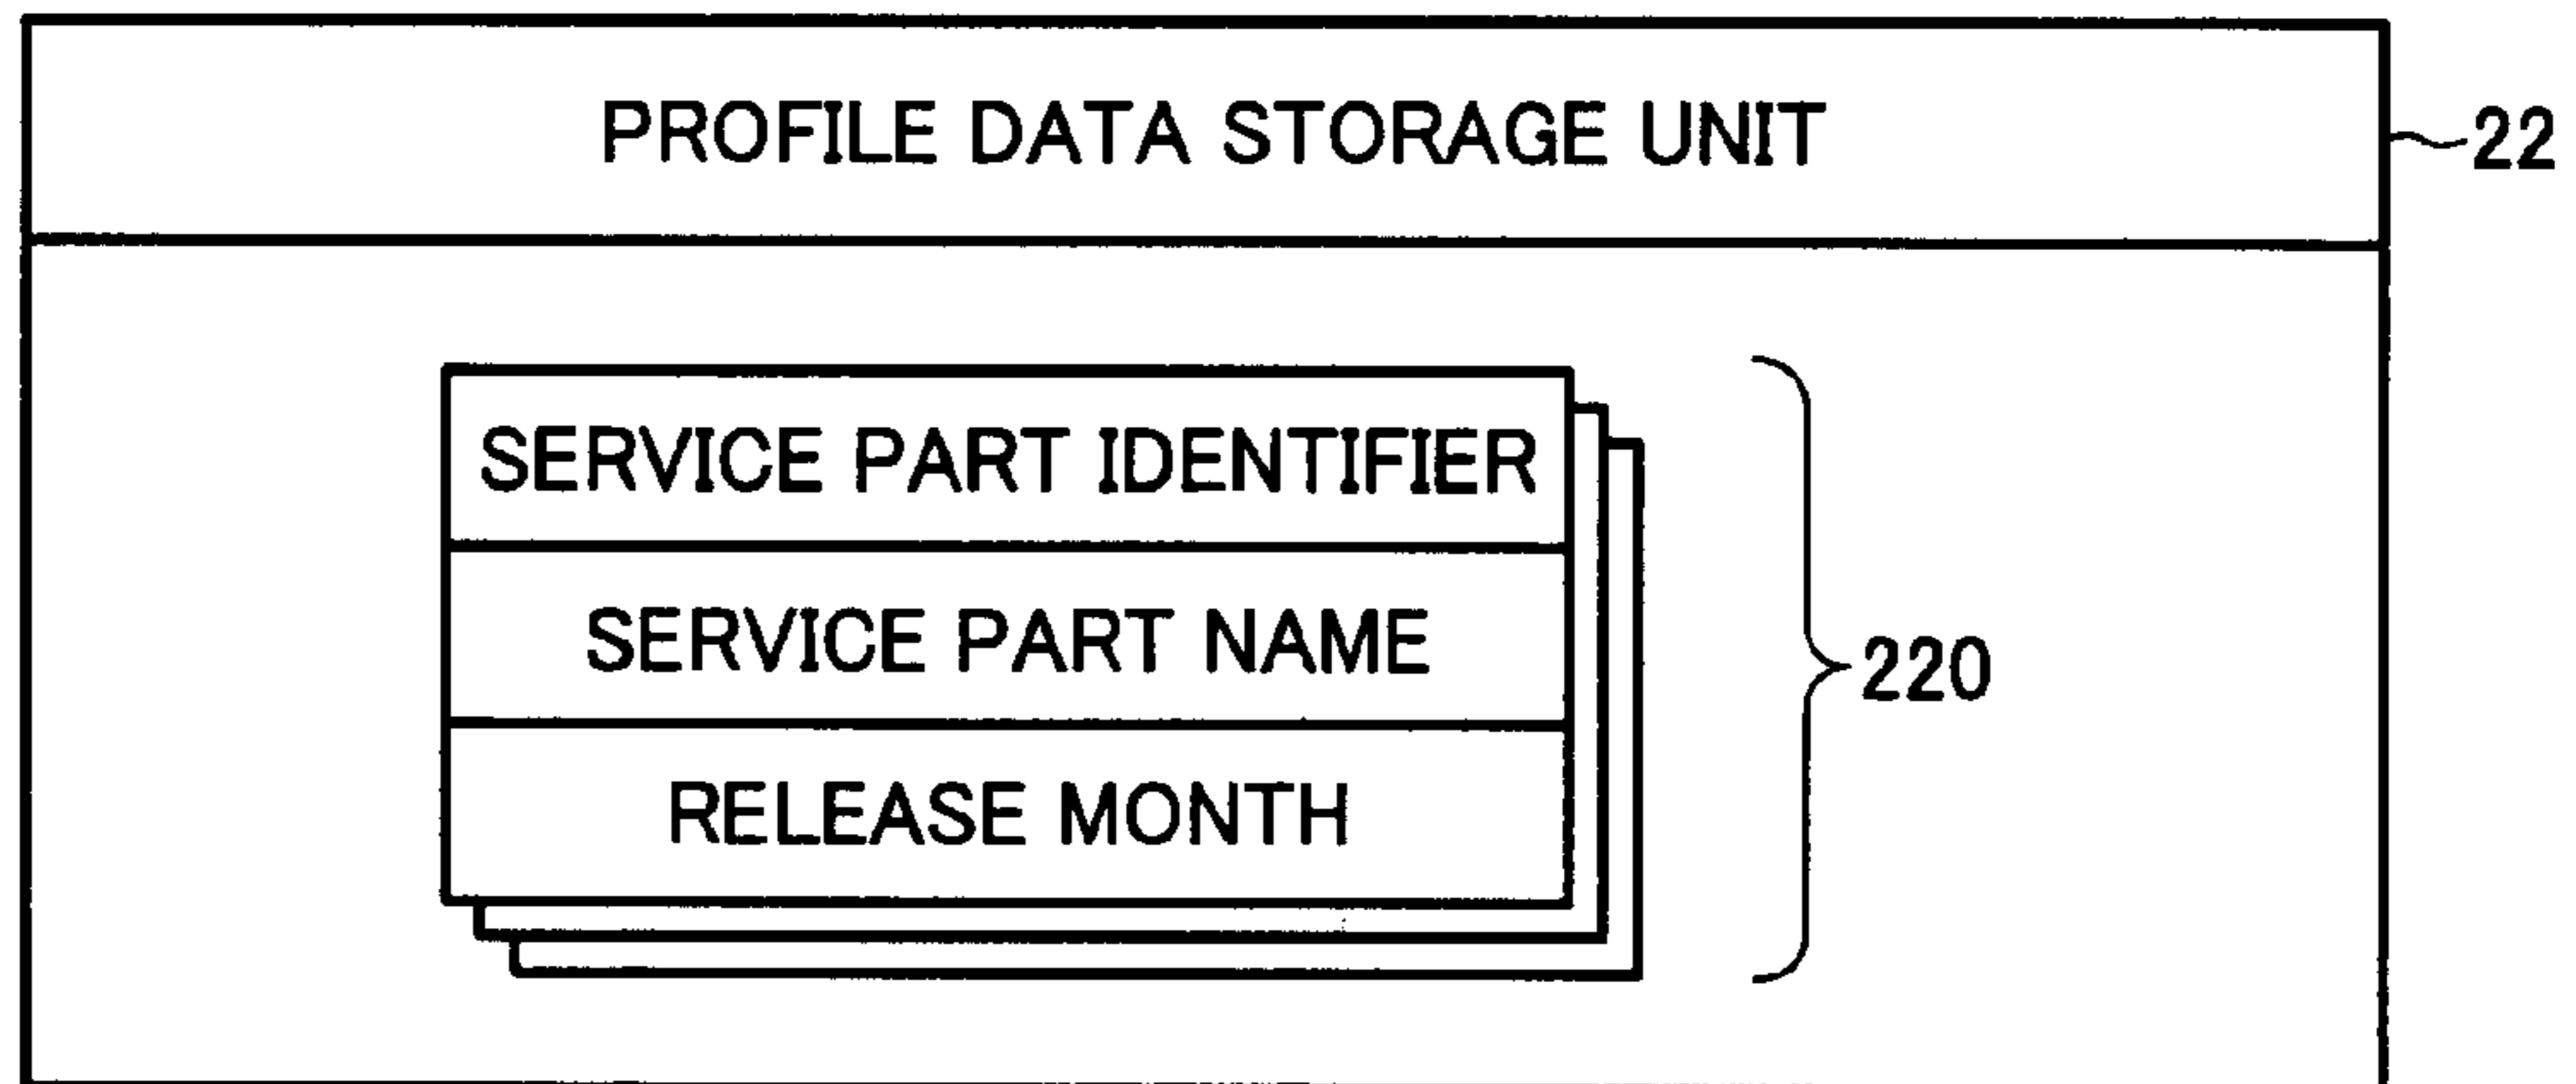 PROFILE DATA STORAGE UNIT
22
SERVICE PART IDENTIFIER
SERVICE PART NAME
220
RELEASE MONTH